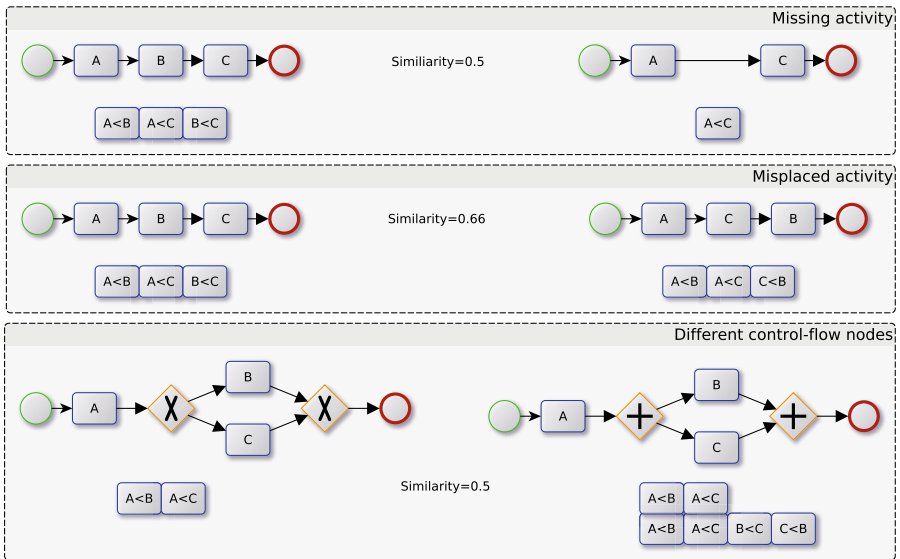 Missing activity
A B C Similiarity=0.5 A C
A<B A<C B<C A<C
Misplaced activity
A B C Similarity=0.66 A C B
A<B A<C B<C A<B A<C C<B
Different control-flow nodes
B
A X X
C
B
A + +
C
Similarity=0.5
A<B A<C
A<B A<C
A<B A<C B<C C<B